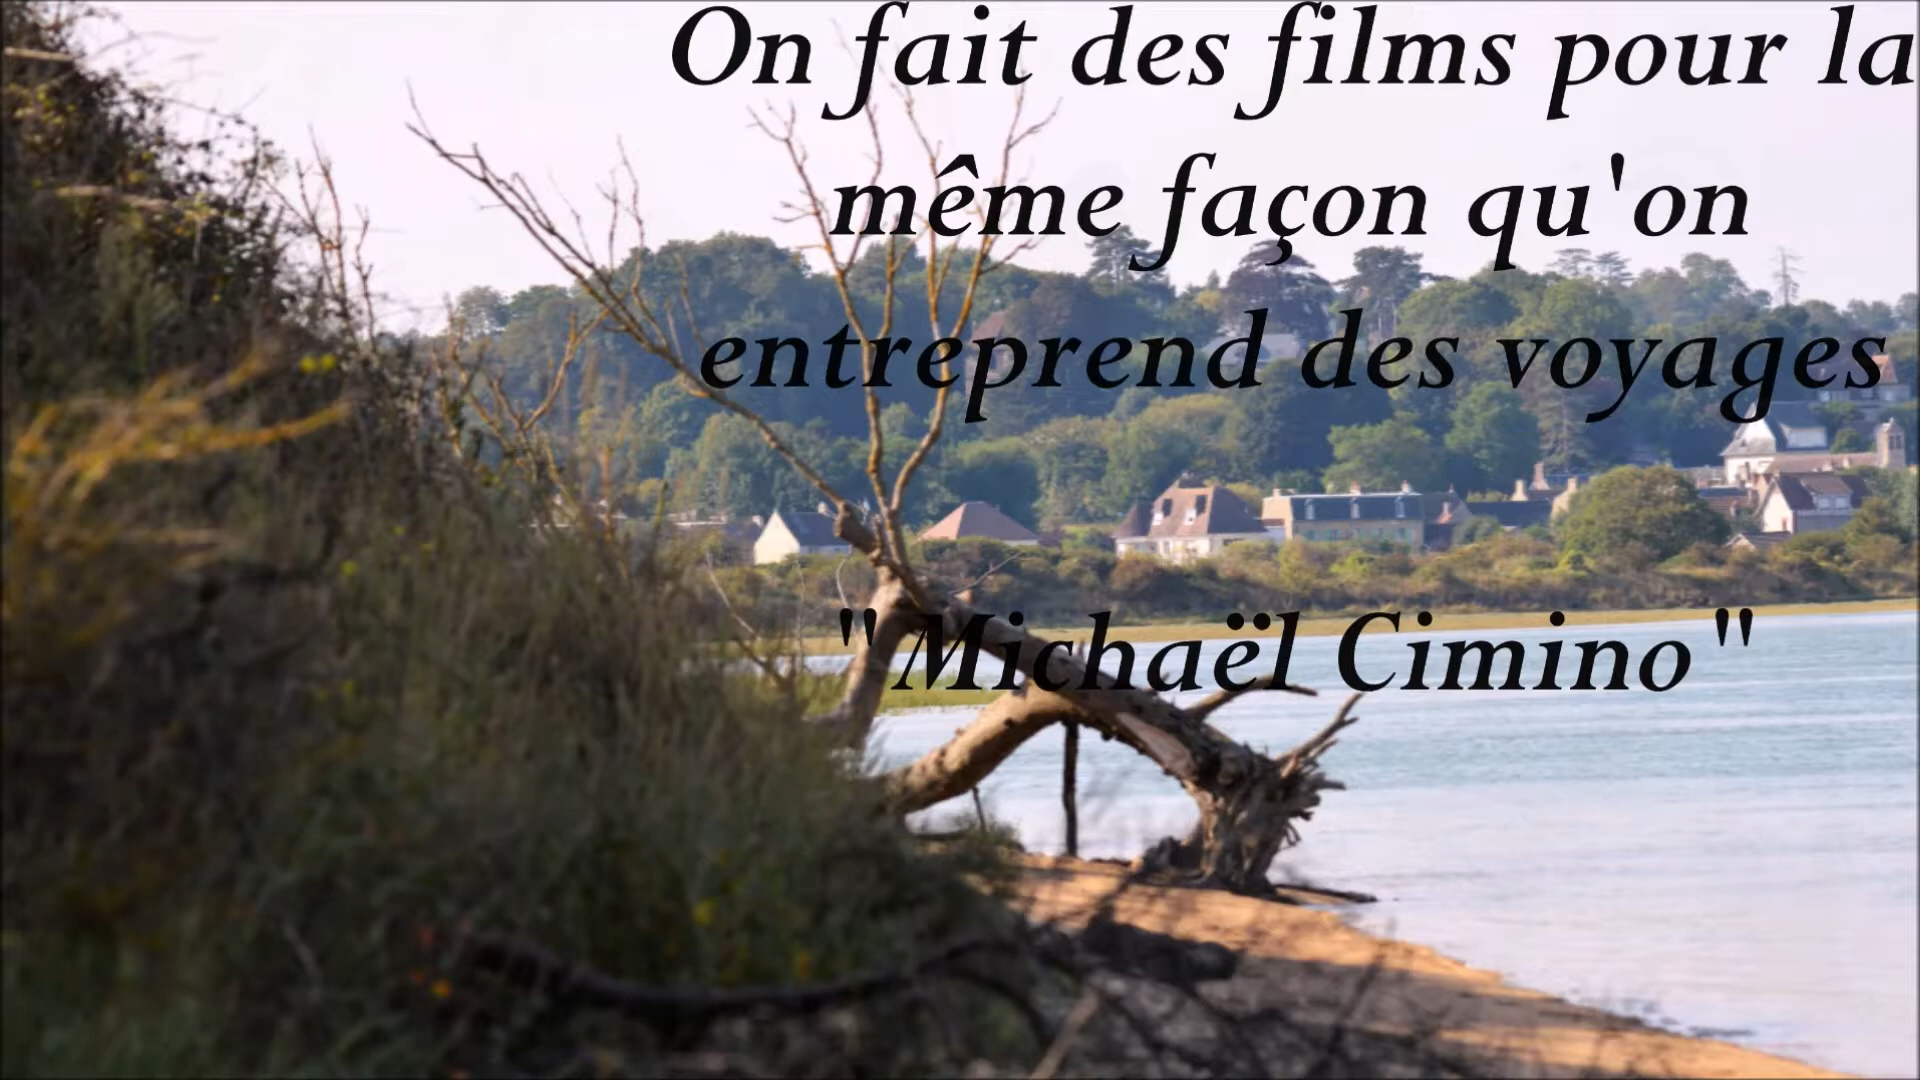 On fait des films pour la
même façon qu'on
entreprend des voyages
"Michaël Cimino"